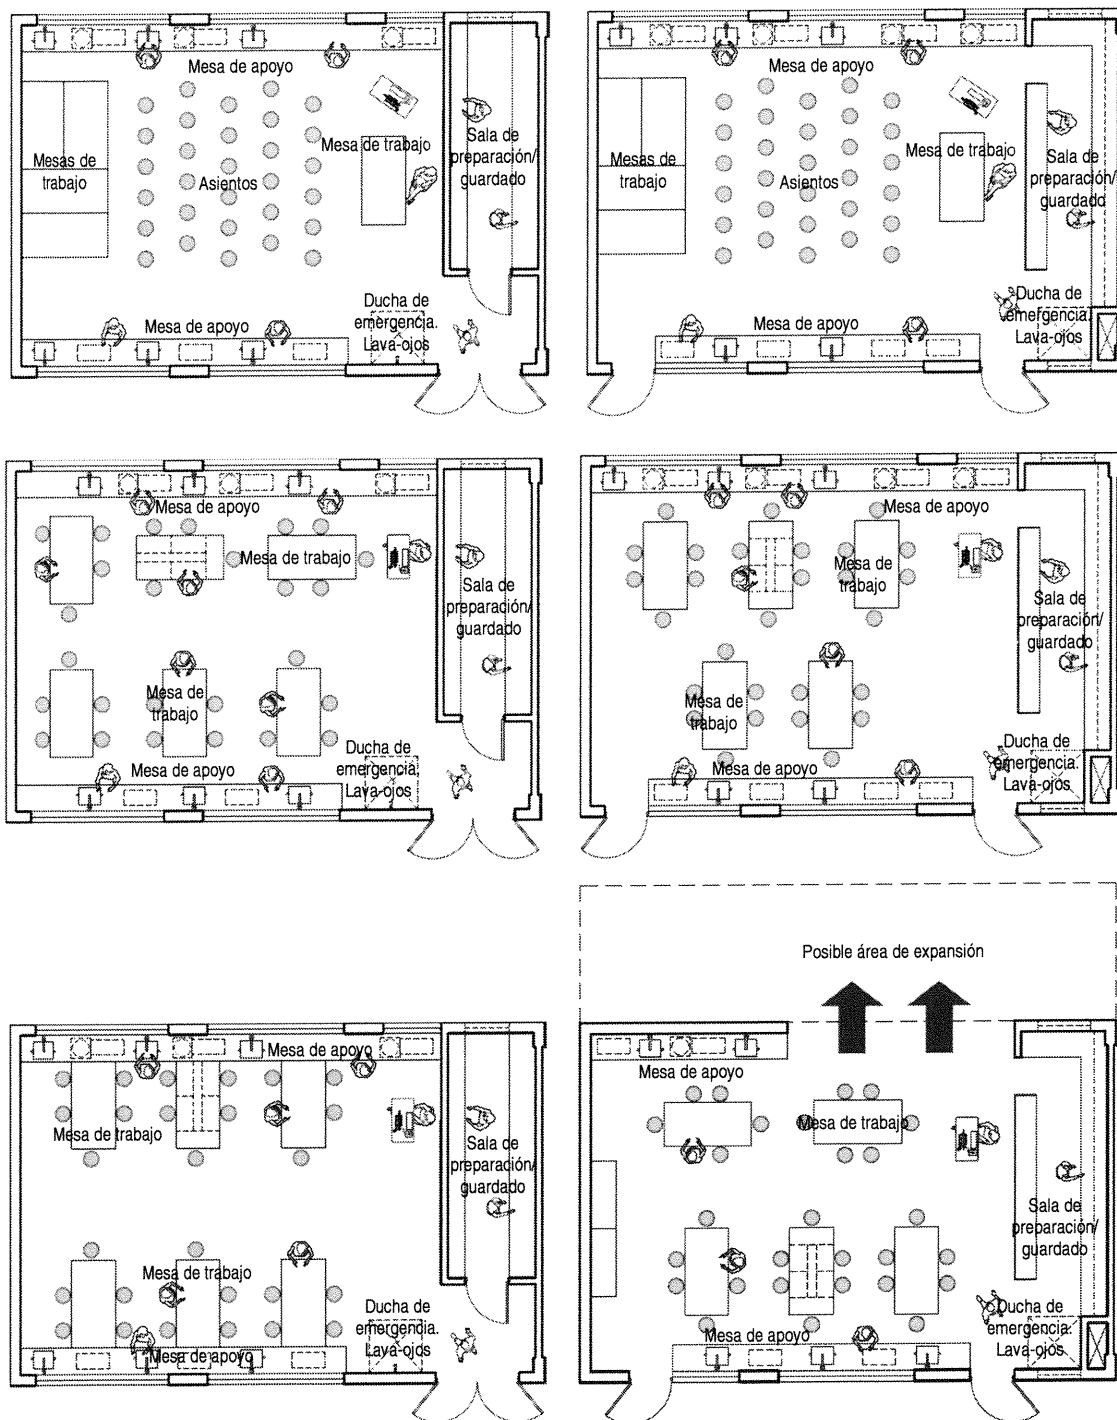 Mesa de apoyo
Mesas de
trabajo
Asientos
Mesa de trabajo
Sala de
preparación/
guardado
Mesa de apoyo
Ducha de
emergencia.
Lava-ojos
Mesa de apoyo
Mesas de
trabajo
Asientos
Mesa de trabajo
Sala de
preparación/
guardado
Mesa de apoyo
Ducha de
emergencia.
Lava-ojos
Mesa de apoyo
Mesa de trabajo
Sala de
preparación/
guardado
Mesa de
trabajo
Mesa de apoyo
Ducha de
emergencia.
Lava-ojos
Mesa de apoyo
Mesa de
trabajo
Sala de
preparación/
guardado
Mesa de
trabajo
Mesa de apoyo
Ducha de
emergencia.
Lava-ojos
Mesa de apoyo
Mesa de trabajo
Sala de
preparación/
guardado
Mesa de trabajo
Mesa de apoyo
Ducha de
emergencia.
Lava-ojos
Posible área de expansión
Mesa de apoyo
Mesa de trabajo
Sala de
preparación/
guardado
Mesa de apoyo
Ducha de
emergencia.
Lava-ojos